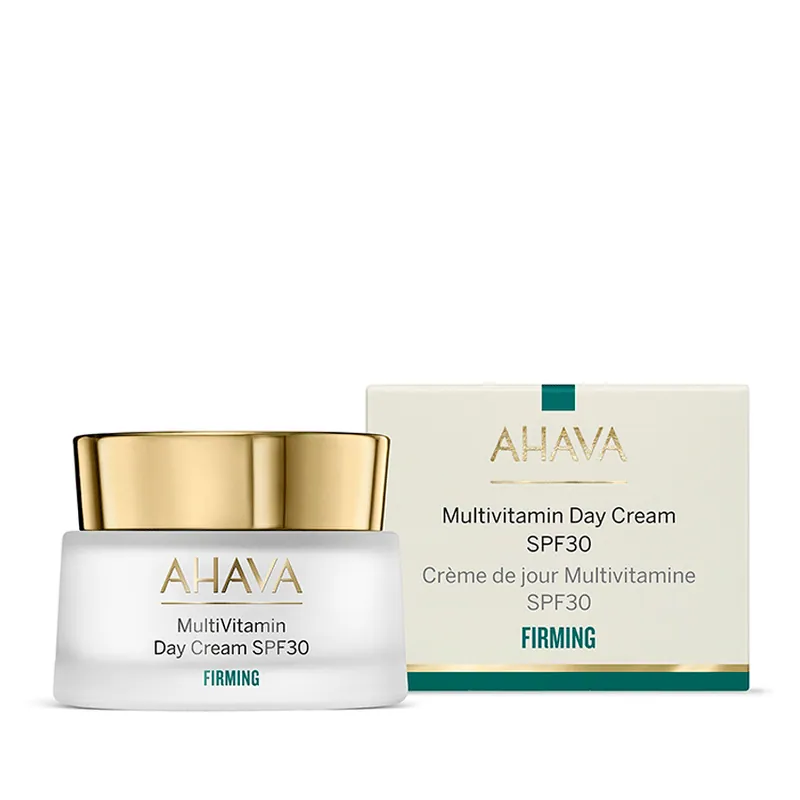 AHAVA
MultiVitamin
Day Cream SPF30
FIRMING
AHAVA
Multivitamin Day Cream
SPF30
Crème de jour Multivitamine
SPF30
FIRMING